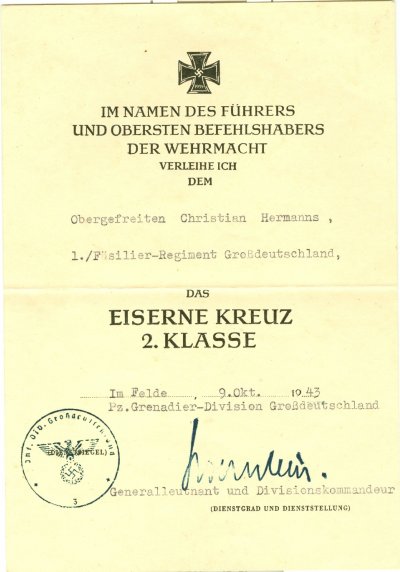 IM NAMEN DES FÜHRERS
UND OBERSTEN BEFEHLSHABERS
DER WEHRMACHT
VERLEIHE ICH
DEM
Obergefreiten Christian Hermanns ,
1./Füsilier-Regiment Großdeutschland,
DAS
EISERNE KREUZ
2. KLASSE
Im Felde , 9.Okt. 1943
Pz.Grenadier-Division Großdeutschland
(DIENSTSIEGEL)
3
Generalleutnant und Divisionskommandeur
(DIENSTGRAD UND DIENSTSTELLUNG)